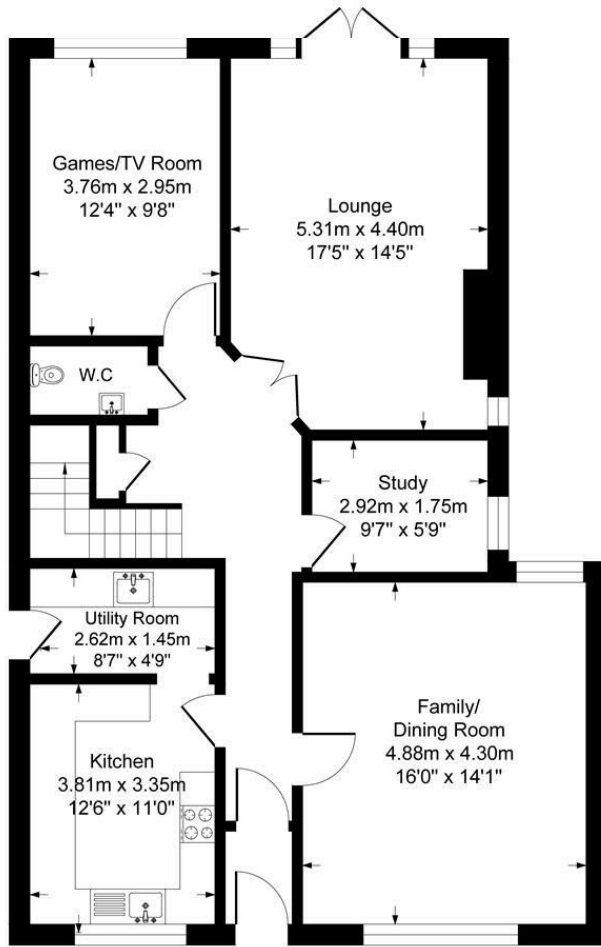 Games/TV Room
3.76m x 2.95m
12'4" x 9'8"
Lounge
5.31m x 4.40m
17'5" x 14'5"
W.C
Study
2.92m x 1.75m
9'7" x 5'9"
Utility Room
2.62m x 1.45m
8'7" x 4'9"
Family/
Dining Room
4.88m x 4.30m
16'0" x 14'1"
Kitchen
3.81m x 3.35m
12'6" x 11'0"